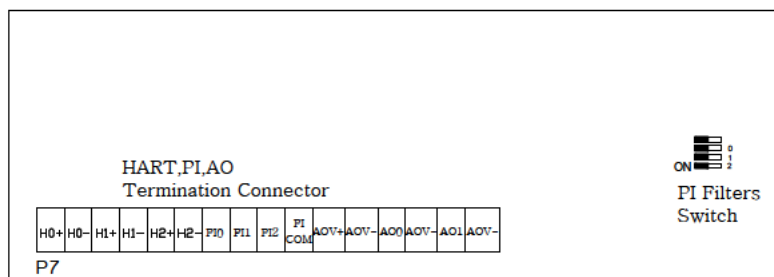 0
1
ON 2
HART,PI,AO
Termination Connector
PI Filters
Switch
H0+ H0- H1+ H1- H2+ H2- PI0 PI1 PI2 PI COM AOV+ AOV- AO0 AOV- AO1 AOV-
P7